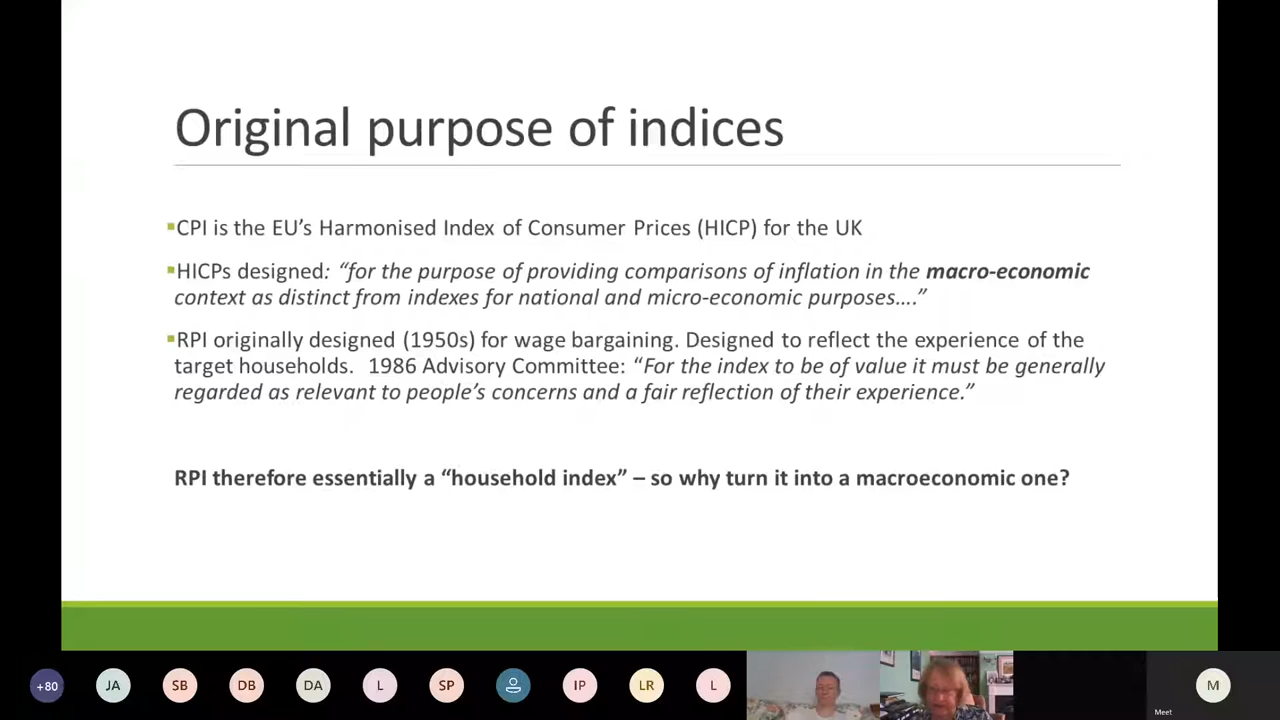 Original purpose of indices
▪CPI is the EU’s Harmonised Index of Consumer Prices (HICP) for the UK
▪HICPs designed: “for the purpose of providing comparisons of inflation in the macro-economic
context as distinct from indexes for national and micro-economic purposes….”
▪RPI originally designed (1950s) for wage bargaining. Designed to reflect the experience of the
target households. 1986 Advisory Committee: “For the index to be of value it must be generally
regarded as relevant to people’s concerns and a fair reflection of their experience.”
RPI therefore essentially a “household index” – so why turn it into a macroeconomic one?
+80 JA SB DB DA L SP IP LR L M
Meet